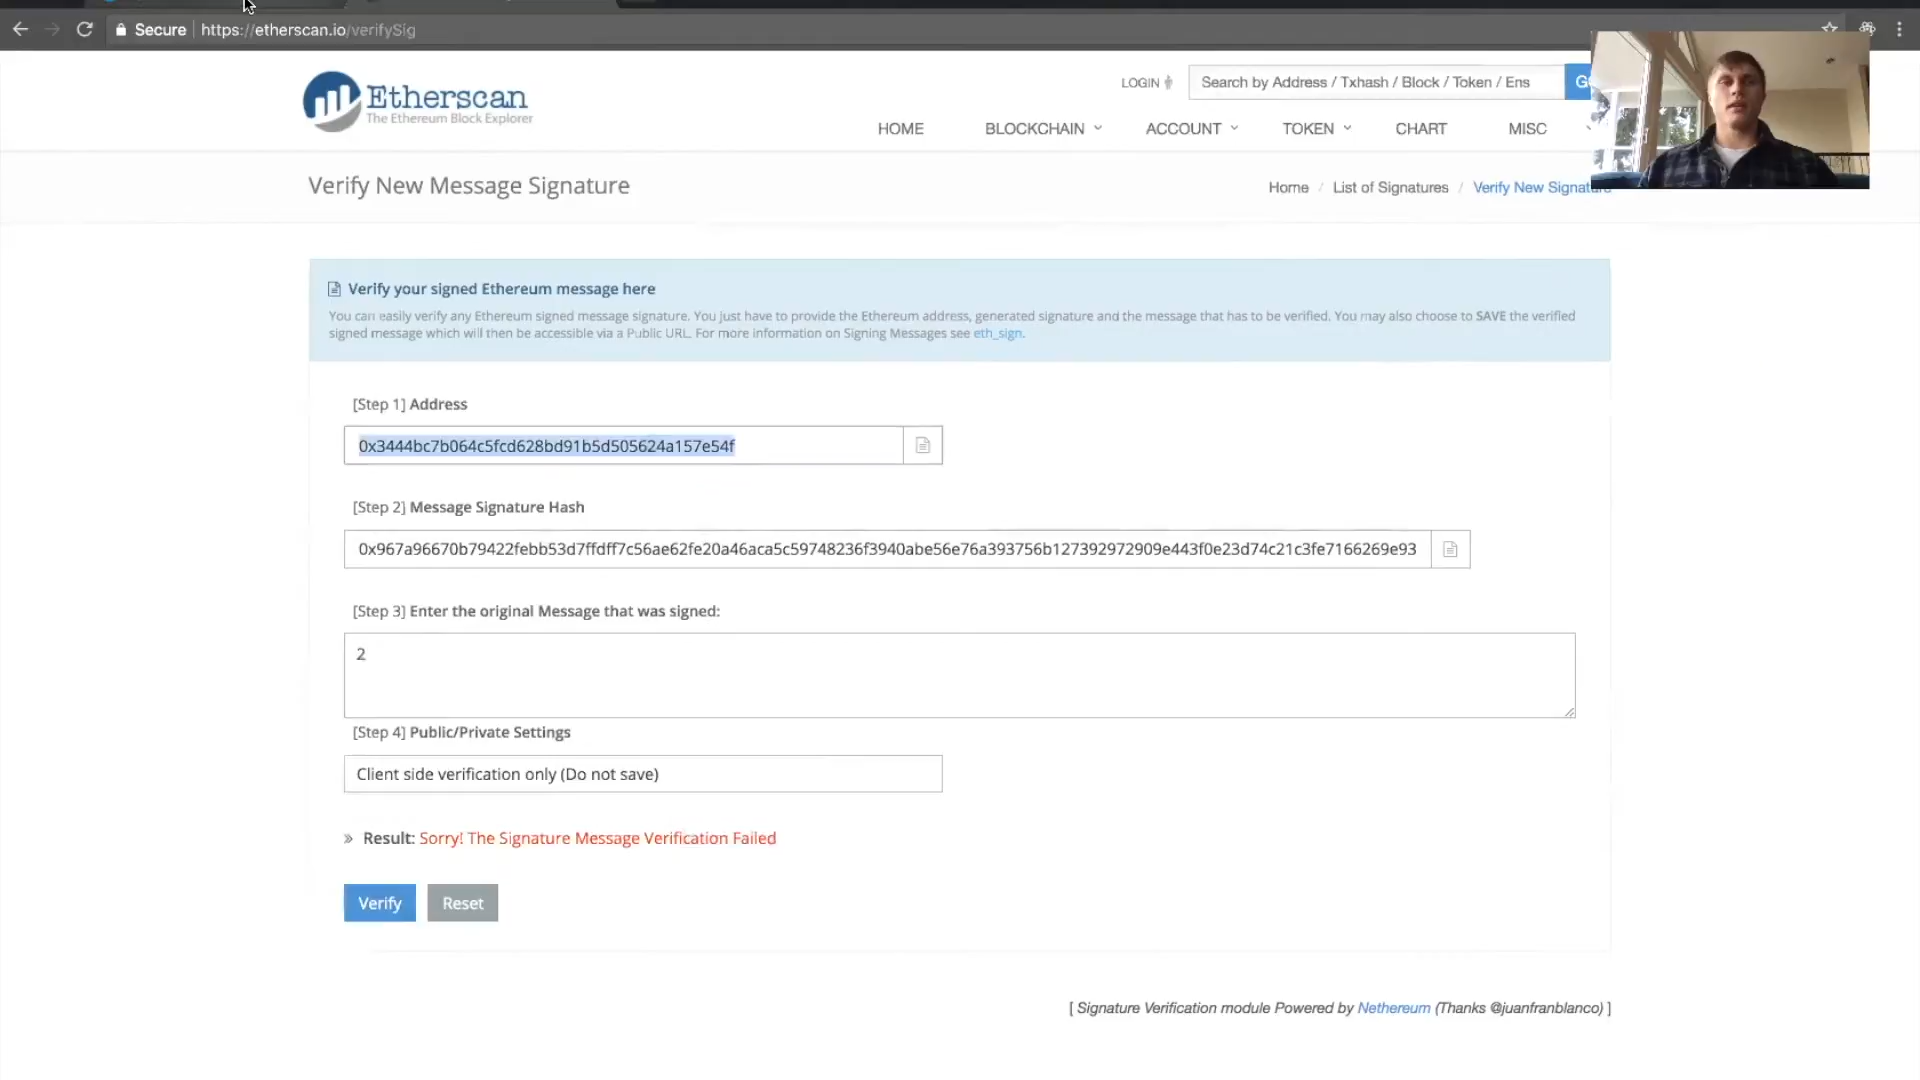 Secure https://etherscan.io/verifySig
Etherscan
The Ethereum Block Explorer
LOGIN
Search by Address / Txhash / Block / Token / Ens
HOME BLOCKCHAIN ACCOUNT TOKEN CHART MISC
Verify New Message Signature
Home / List of Signatures / Verify New Signature
Verify your signed Ethereum message here
You can easily verify any Ethereum signed message signature. You just have to provide the Ethereum address, generated signature and the message that has to be verified. You may also choose to SAVE the verified
signed message which will then be accessible via a Public URL. For more information on Signing Messages see eth_sign.
[Step 1] Address
0x3444bc7b064c5fcd628bd91b5d505624a157e54f
[Step 2] Message Signature Hash
0x967a96670b79422febb53d7ffdff7c56ae62fe20a46aca5c59748236f3940abe56e76a393756b127392972909e443f0e23d74c21c3fe7166269e93
[Step 3] Enter the original Message that was signed:
2
[Step 4] Public/Private Settings
Client side verification only (Do not save)
» Result: Sorry! The Signature Message Verification Failed
Verify Reset
[ Signature Verification module Powered by Nethereum (Thanks @juanfranblanco) ]